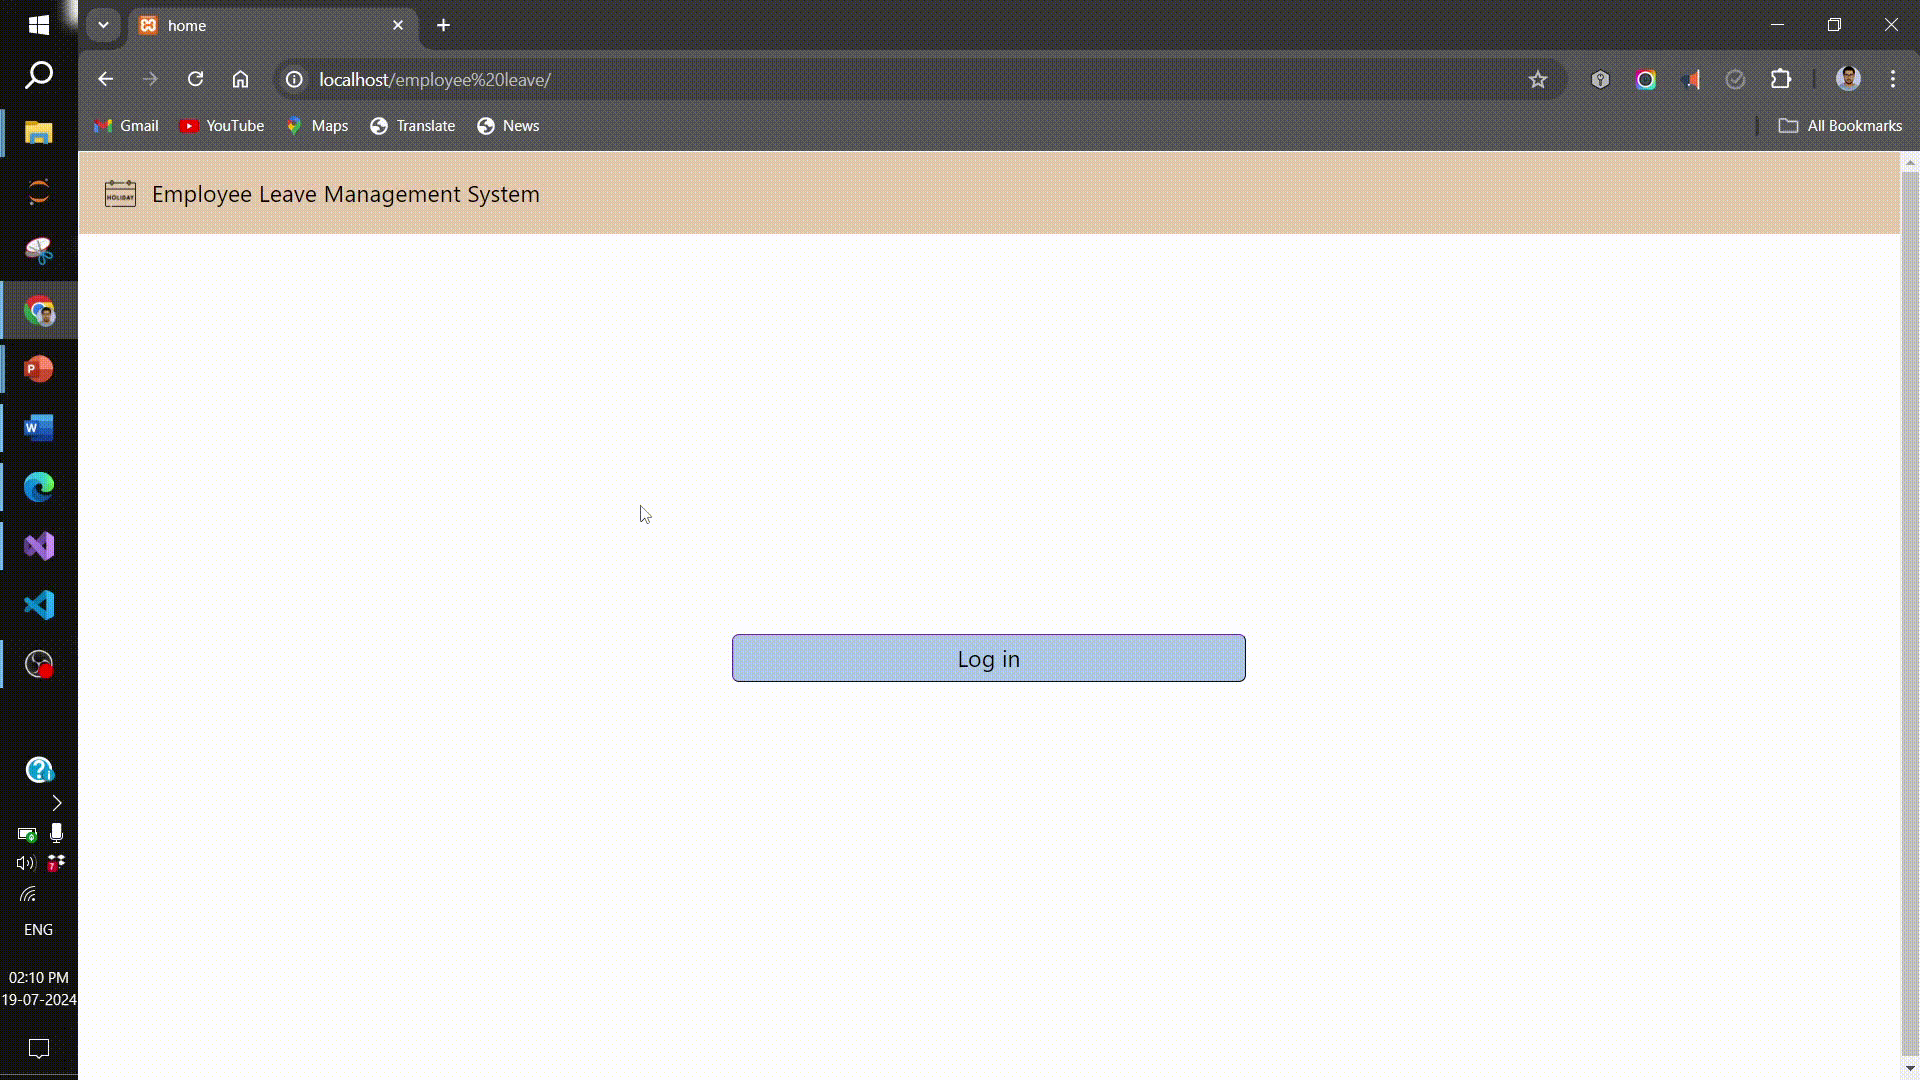 home
localhost/employee%20leave/
Gmail YouTube Maps Translate News All Bookmarks
HOLIDAY Employee Leave Management System
Log in
ENG
02:10 PM
19-07-2024